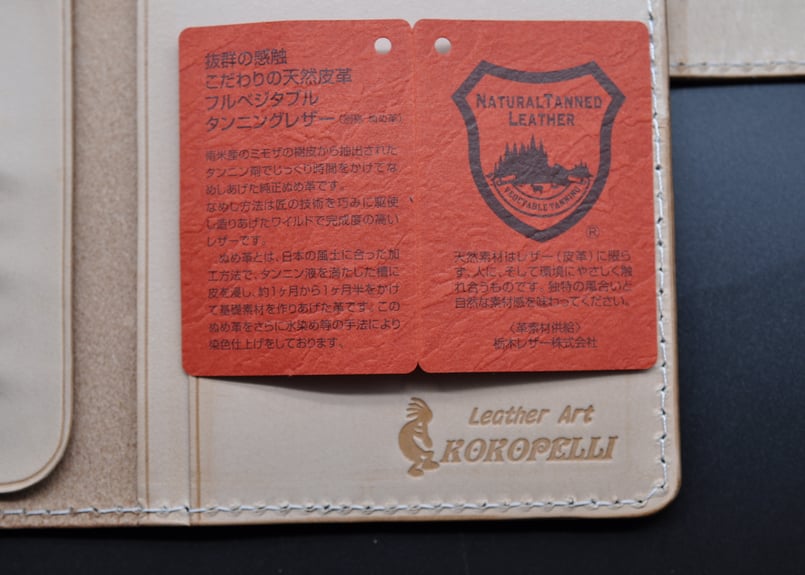 抜群の感触
こだわりの天然皮革
フルベジタブル
タンニングレザー(通称 ぬめ革)
南米産のミモザの樹皮から抽出された
タンニン剤でじっくり時間をかけてな
めしあげた純正ぬめ革です。
なめし方法は匠の技術を巧みに駆使
し造りあげたワイルドで完成度の高い
レザーです。
ぬめ革とは、日本の風土に合った加
工方法で、タンニン液を満たした槽に
皮を浸し、約1ヶ月から1ヶ月半をかけ
て基礎素材を作りあげた革です。この
ぬめ革をさらに水染め等の手法により
染色仕上げをしております。
NATURAL TANNED
LEATHER
VEGETABLE TANNING
®
天然素材はレザー(皮革)に限ら
ず、人に、そして環境にやさしく触
れ合うものです。独特の風合いと
自然な素材感を味わってください。
〈革素材供給〉
栃木レザー株式会社
Leather Art
KOKOPELLI